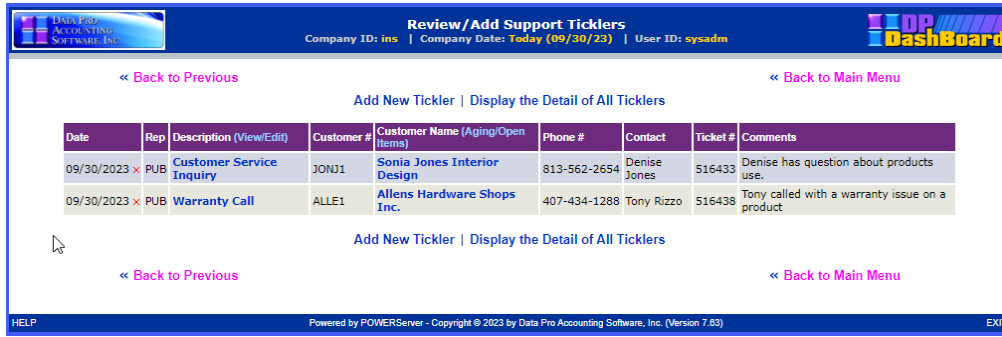 DATA PRO
ACCOUNTING
SOFTWARE, INC.
Review/Add Support Ticklers
Company ID: ins | Company Date: Today (09/30/23) | User ID: sysadm
DP
DashBoard
« Back to Previous
« Back to Main Menu
Add New Tickler | Display the Detail of All Ticklers
Date Rep Description (View/Edit) Customer # Customer Name (Aging/Open Items) Phone # Contact Ticket # Comments
09/30/2023 × PUB Customer Service Inquiry JONJ1 Sonia Jones Interior Design 813-562-2654 Denise Jones 516433 Denise has question about products use.
09/30/2023 × PUB Warranty Call ALLE1 Allens Hardware Shops Inc. 407-434-1288 Tony Rizzo 516438 Tony called with a warranty issue on a product
Add New Tickler | Display the Detail of All Ticklers
« Back to Previous
« Back to Main Menu
HELP
Powered by POWERServer - Copyright © 2023 by Data Pro Accounting Software, Inc. (Version 7.63)
EXI